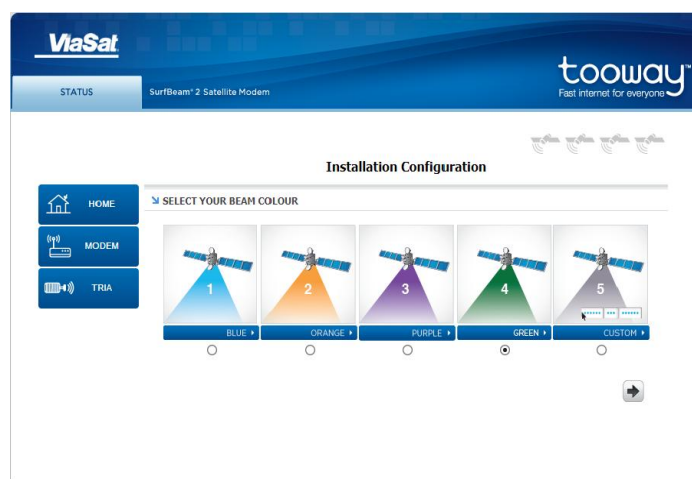 ViaSat
tooway™
Fast internet for everyone
STATUS
SurfBeam® 2 Satellite Modem
Installation Configuration
HOME
MODEM
TRIA
SELECT YOUR BEAM COLOUR
1 2 3 4 5
BLUE ORANGE PURPLE GREEN CUSTOM